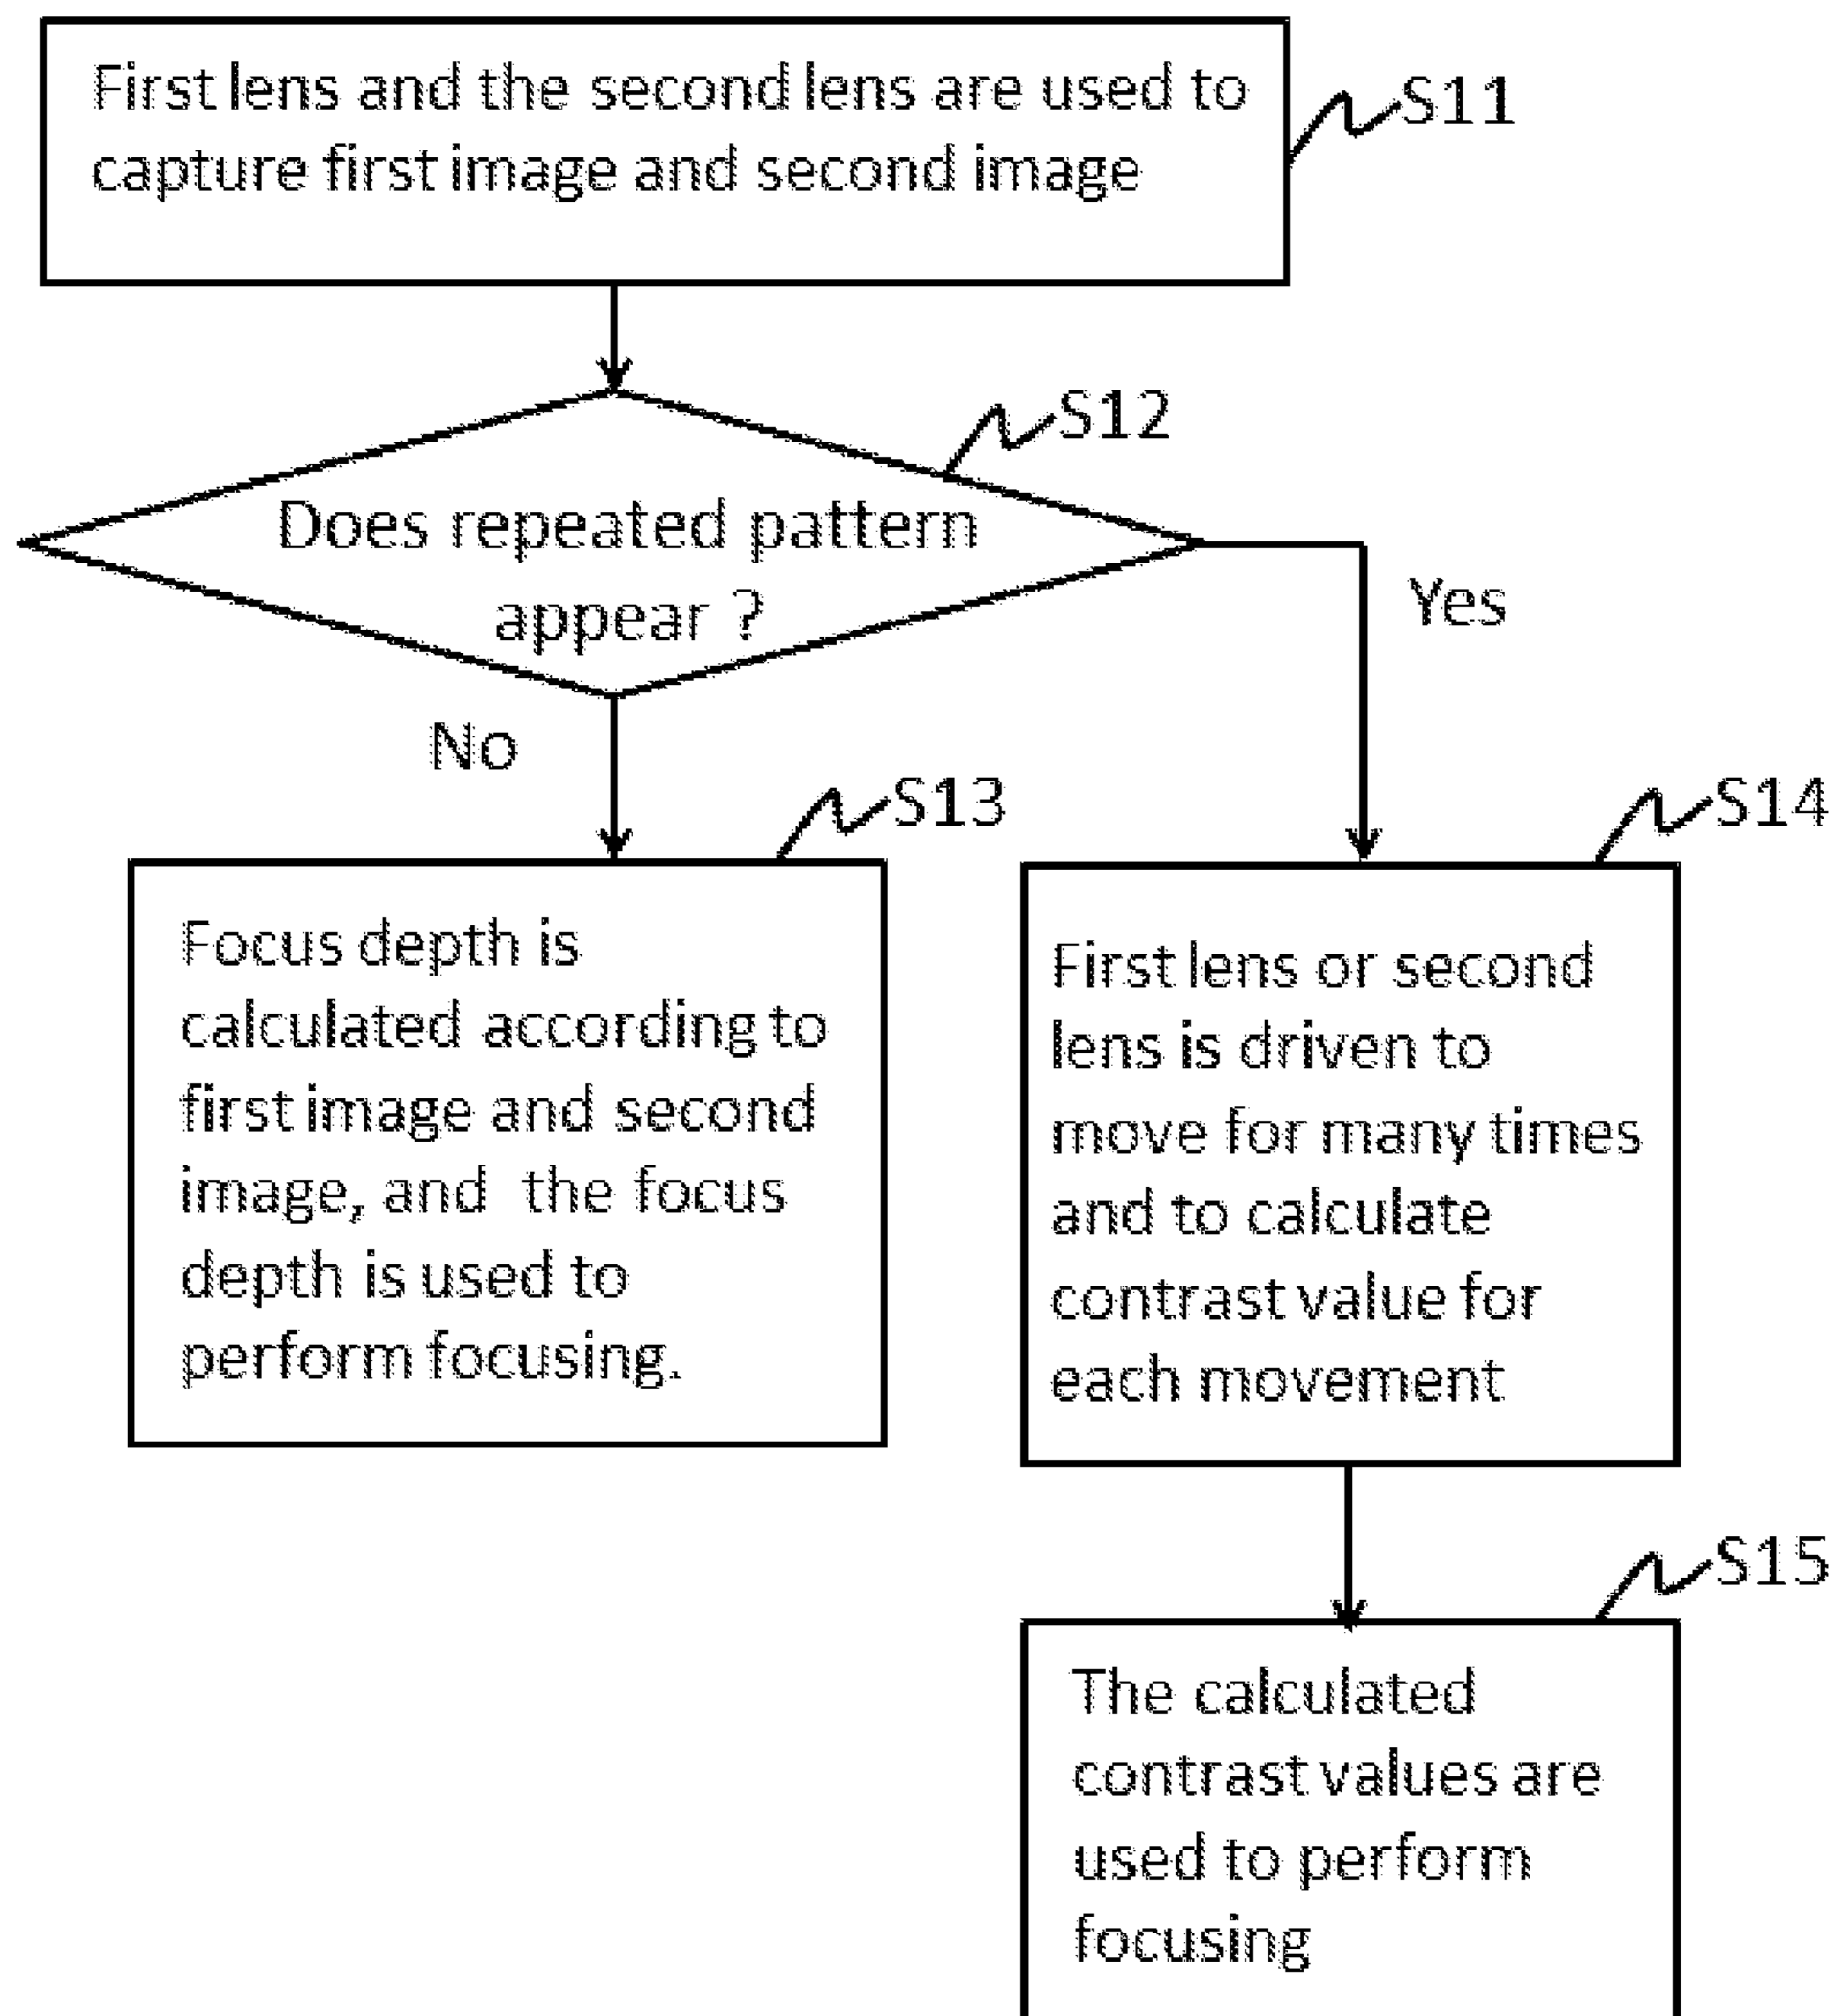 First lens and the second lens are used to
capture first image and second image
S11
S12
Does repeated pattern
appear ?
Yes
No
S13
Focus depth is
calculated according to
first image and second
image, and the focus
depth is used to
perform focusing.
S14
First lens or second
lens is driven to
move for many times
and to calculate
contrast value for
each movement
S15
The calculated
contrast values are
used to perform
focusing